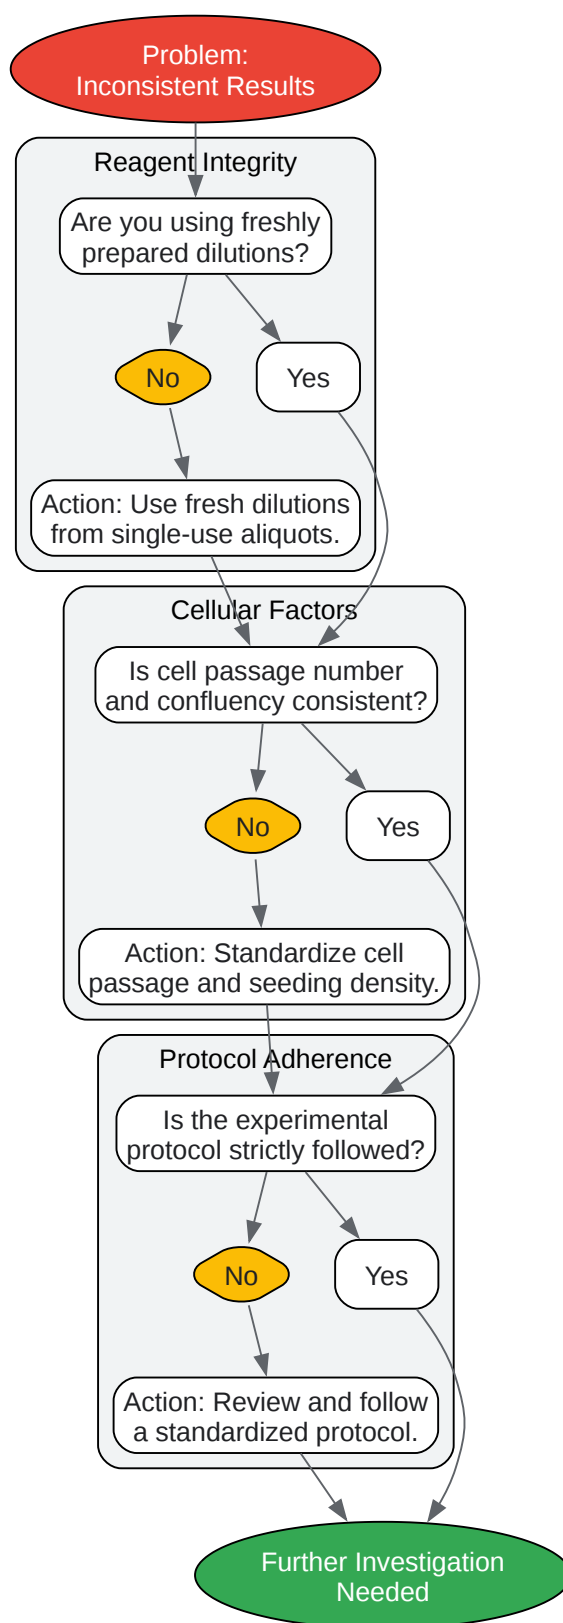 Problem:
Inconsistent Results
Reagent Integrity
Are you using freshly
prepared dilutions?
No
Yes
Action: Use fresh dilutions
from single-use aliquots.
Cellular Factors
Is cell passage number
and confluency consistent?
No
Yes
Action: Standardize cell
passage and seeding density.
Protocol Adherence
Is the experimental
protocol strictly followed?
No
Yes
Action: Review and follow
a standardized protocol.
Further Investigation
Needed